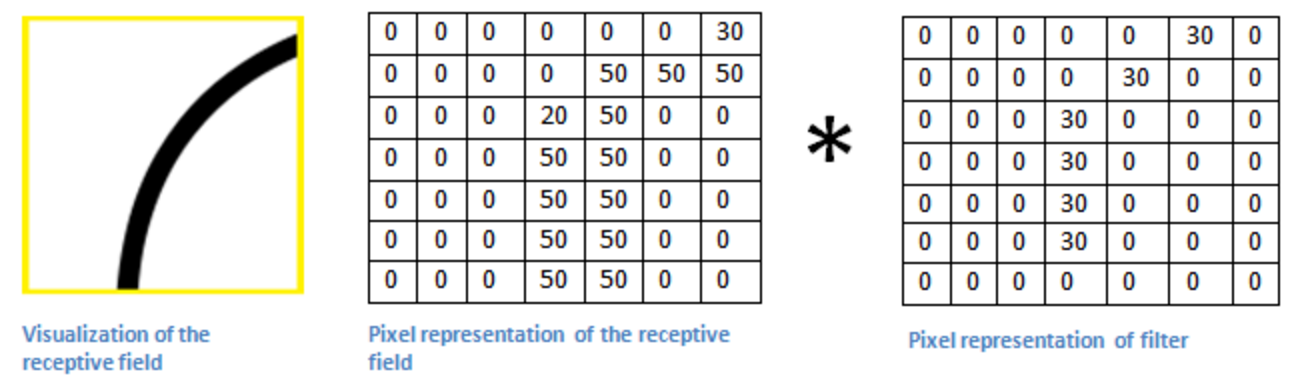 0 0 0 0 0 0 30
0 0 0 0 50 50 50
0 0 0 20 50 0 0
0 0 0 50 50 0 0
0 0 0 50 50 0 0
0 0 0 50 50 0 0
0 0 0 50 50 0 0
*
0 0 0 0 0 30 0
0 0 0 0 30 0 0
0 0 0 30 0 0 0
0 0 0 30 0 0 0
0 0 0 30 0 0 0
0 0 0 30 0 0 0
0 0 0 0 0 0 0
Visualization of the
receptive field
Pixel representation of the receptive
field
Pixel representation of filter